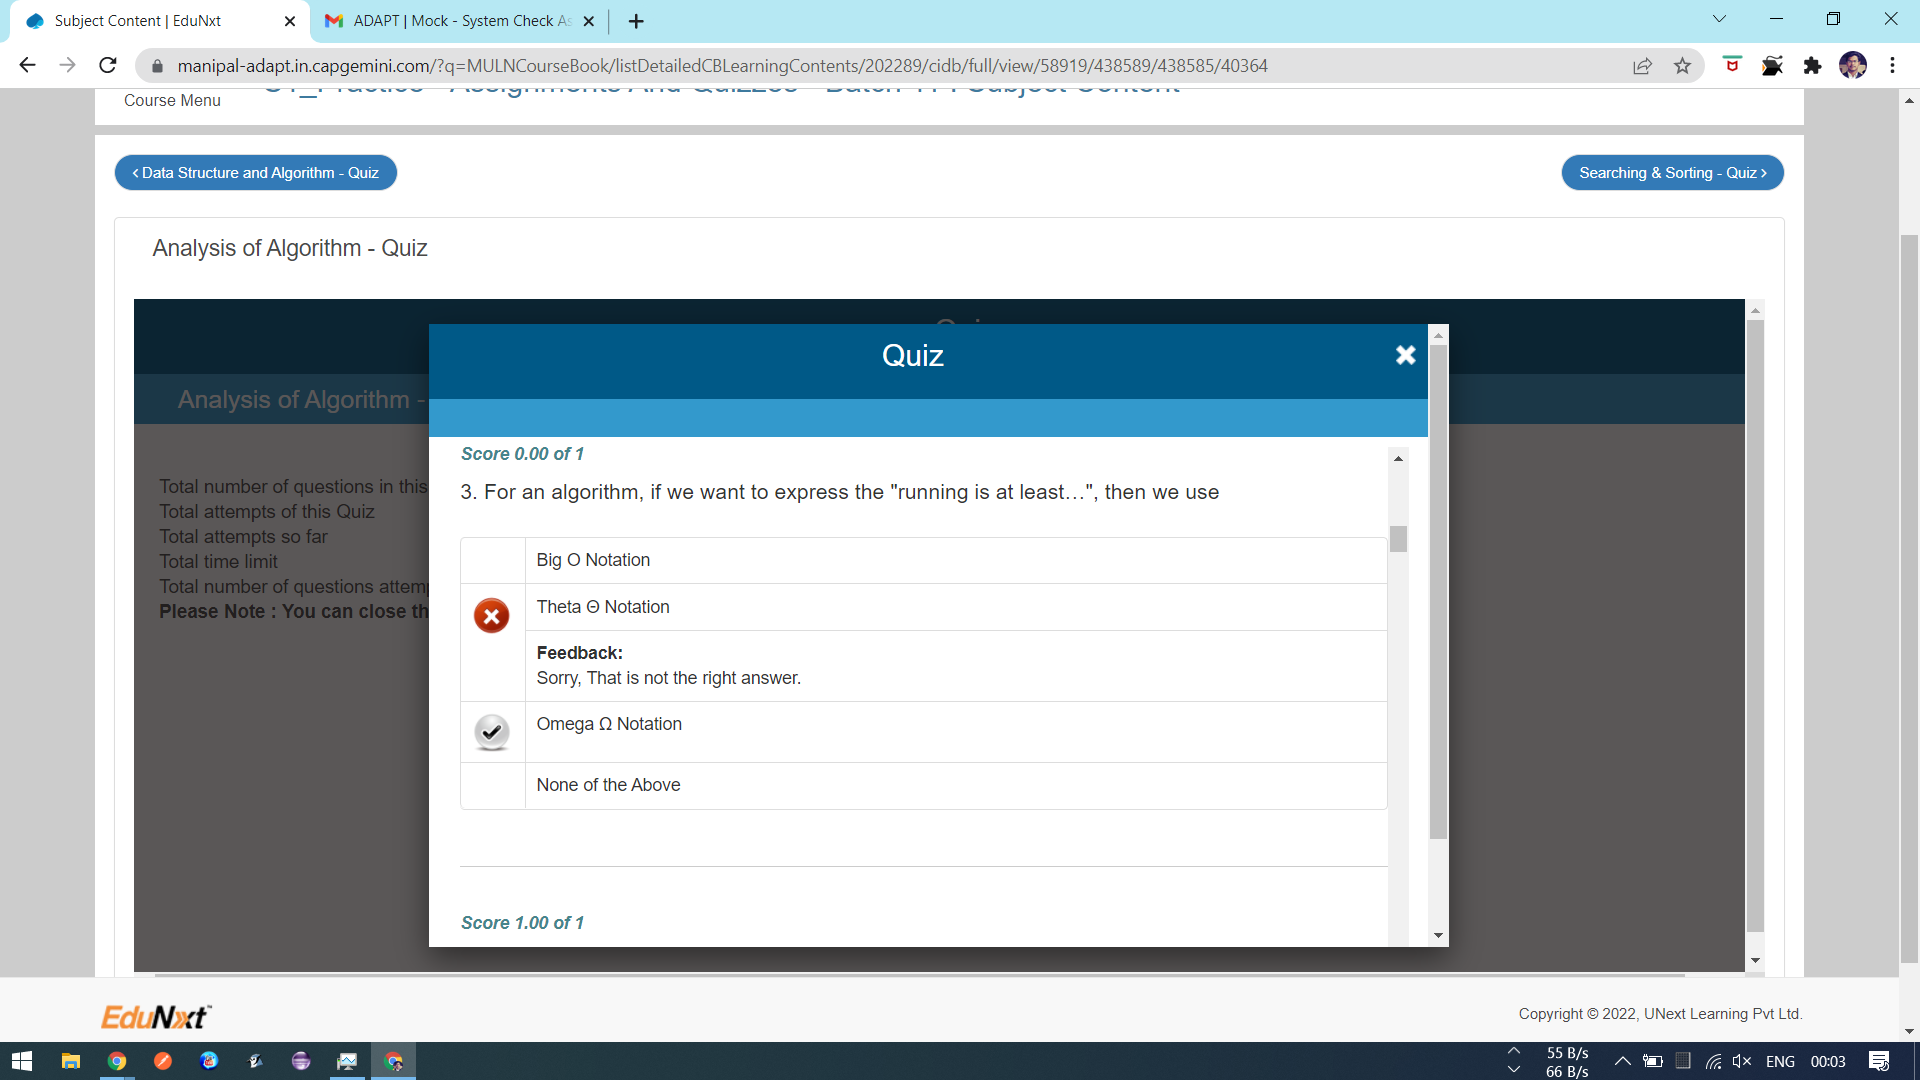 Subject Content | EduNxt
ADAPT | Mock - System Check As
manipal-adapt.in.capgemini.com/?q=MULNCourseBook/listDetailedCBLearningContents/202289/cidb/full/view/58919/438589/438585/40364
Course Menu
‹ Data Structure and Algorithm - Quiz
Searching & Sorting - Quiz ›
Analysis of Algorithm - Quiz
Quiz
Analysis of Algorithm -
Total number of questions in this
Total attempts of this Quiz
Total attempts so far
Total time limit
Total number of questions attemp
Please Note : You can close th
Score 0.00 of 1
3. For an algorithm, if we want to express the "running is at least…", then we use
Big O Notation
Theta Θ Notation
Feedback:
Sorry, That is not the right answer.
Omega Ω Notation
None of the Above
Score 1.00 of 1
EduNxt™
Copyright © 2022, UNext Learning Pvt Ltd.
55 B/s
66 B/s
ENG
00:03